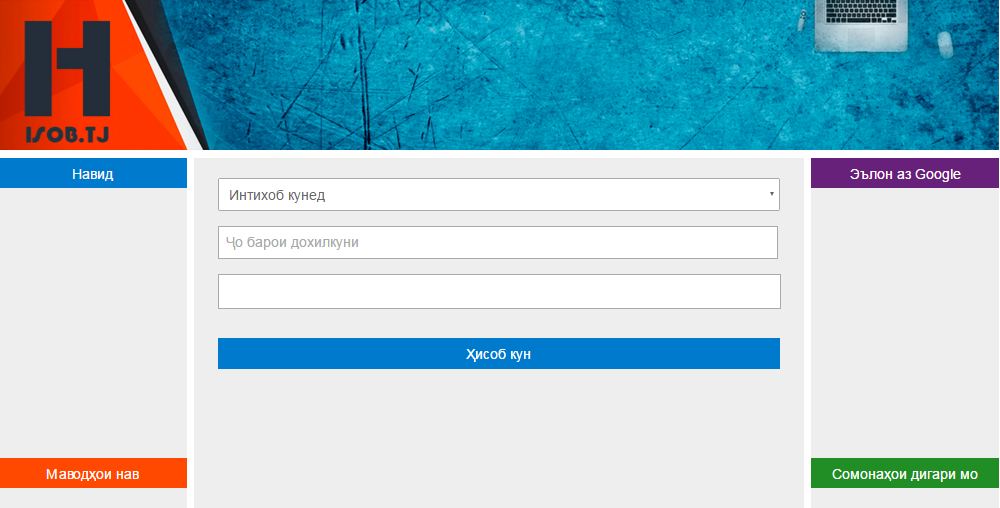 H
ISOB.TJ
Навид
Эълон аз Google
Интихоб кунед
Ҷо барои дохилкуни
Ҳисоб кун
Маводҳои нав
Сомонаҳои дигари мо